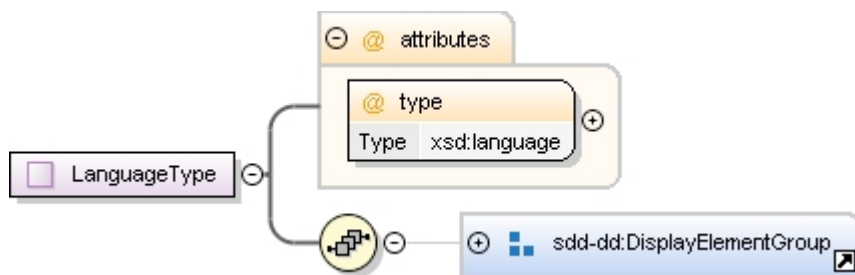 @ attributes
@ type
Type xsd:language
LanguageType
sdd-dd:DisplayElementGroup